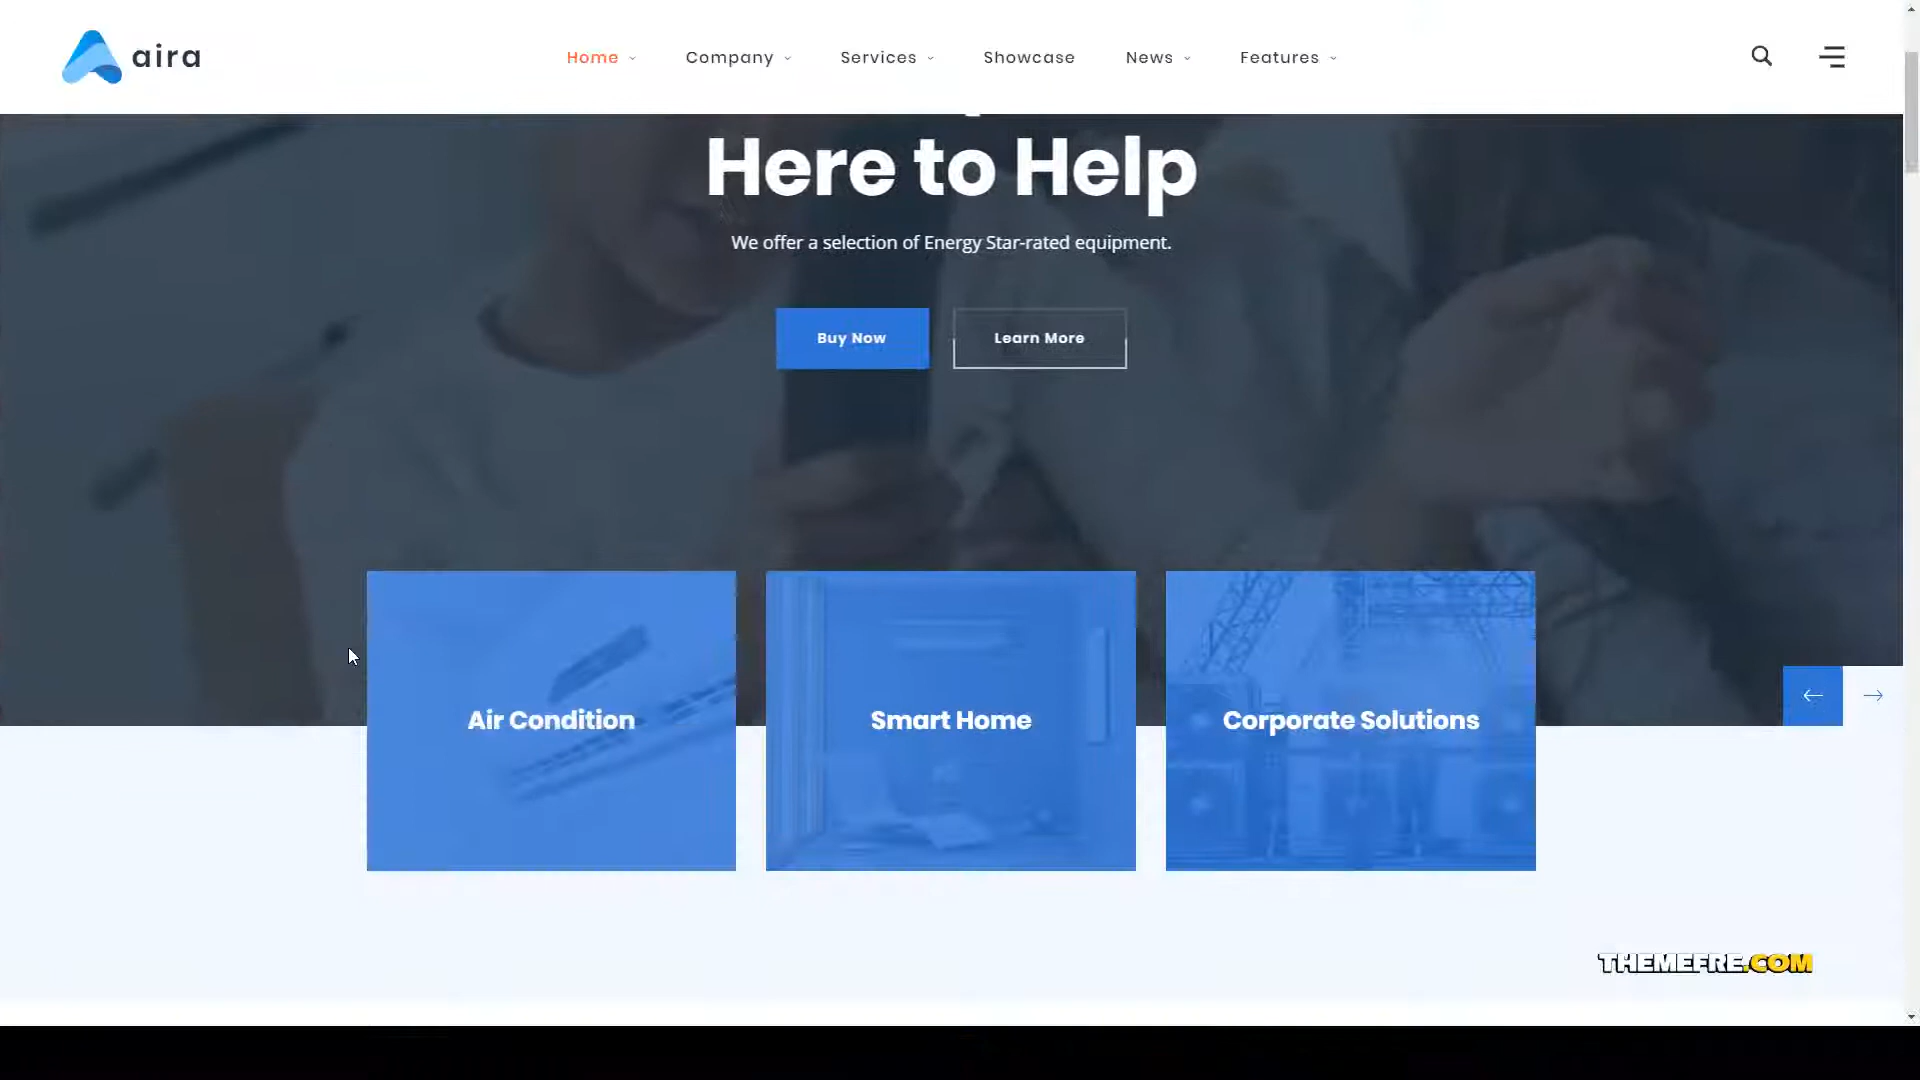 aira
Home
Company
Services
Showcase
News
Features
Here to Help
We offer a selection of Energy Star-rated equipment.
Buy Now
Learn More
Air Condition
Smart Home
Corporate Solutions
THEMEFRE.COM